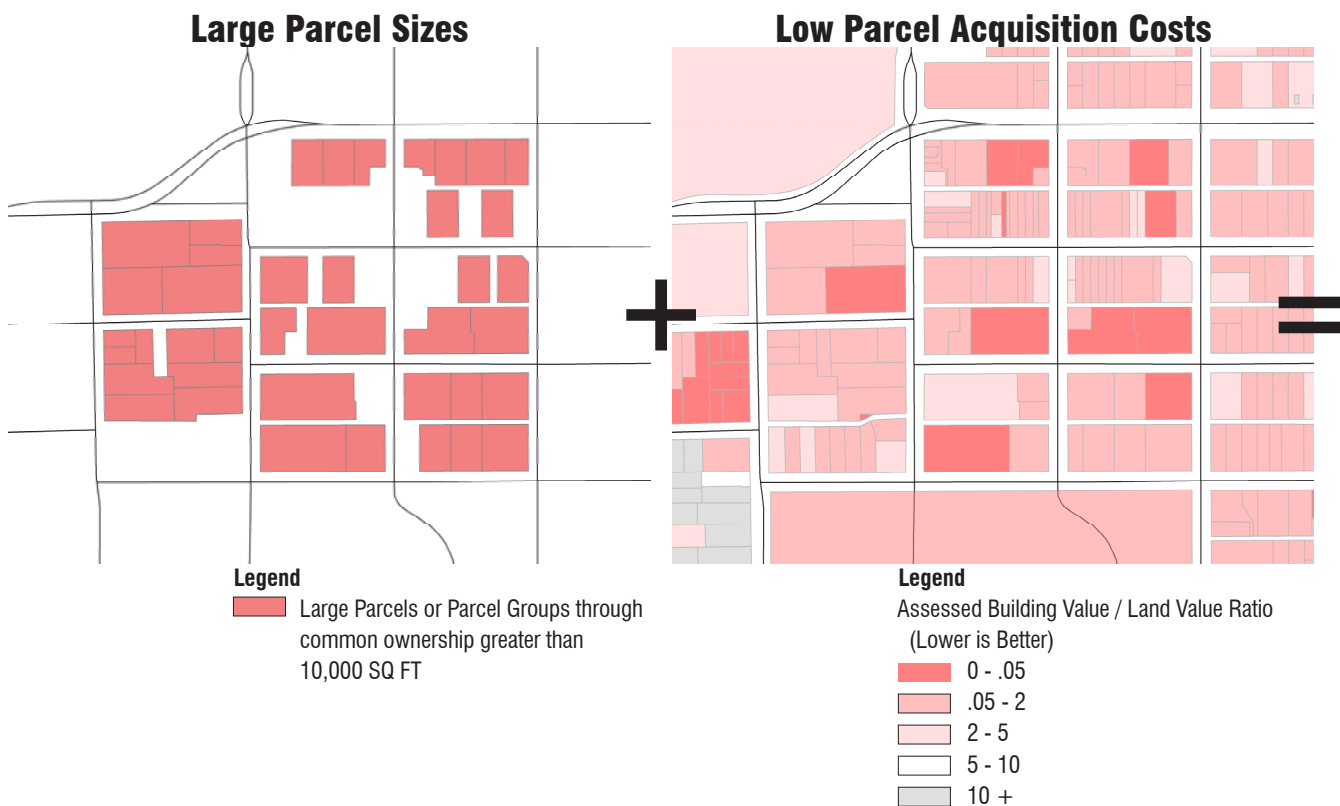 Large Parcel Sizes
Low Parcel Acquisition Costs
+
=
Legend
Large Parcels or Parcel Groups through
common ownership greater than
10,000 SQ FT
Legend
Assessed Building Value / Land Value Ratio
(Lower is Better)
0 - .05
.05 - 2
2 - 5
5 - 10
10 +